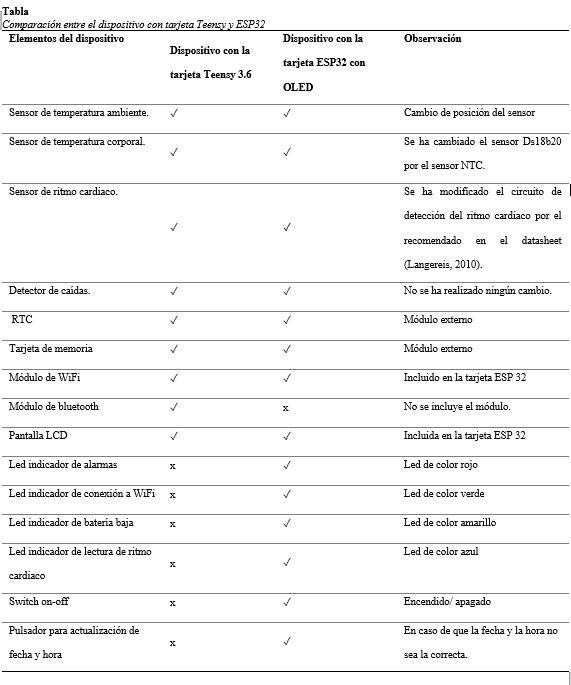 Tabla
Comparación entre el dispositivo con tarjeta Teensy y ESP32
Elementos del dispositivo
Dispositivo con la
tarjeta Teensy 3.6
Dispositivo con la
tarjeta ESP32 con
OLED
Observación
Sensor de temperatura ambiente. ✓ ✓ Cambio de posición del sensor
Sensor de temperatura corporal. ✓ ✓ Se ha cambiado el sensor Ds18b20
por el sensor NTC.
Sensor de ritmo cardiaco. ✓ ✓ Se ha modificado el circuito de
detección del ritmo cardiaco por el
recomendado en el datasheet
(Langereis, 2010).
Detector de caídas. ✓ ✓ No se ha realizado ningún cambio.
RTC ✓ ✓ Módulo externo
Tarjeta de memoria ✓ ✓ Módulo externo
Módulo de WiFi ✓ ✓ Incluido en la tarjeta ESP 32
Módulo de bluetooth ✓ x No se incluye el módulo.
Pantalla LCD ✓ ✓ Incluida en la tarjeta ESP 32
Led indicador de alarmas x ✓ Led de color rojo
Led indicador de conexión a WiFi x ✓ Led de color verde
Led indicador de batería baja x ✓ Led de color amarillo
Led indicador de lectura de ritmo
cardiaco x ✓ Led de color azul
Switch on-off x ✓ Encendido/ apagado
Pulsador para actualización de
fecha y hora x ✓ En caso de que la fecha y la hora no
sea la correcta.